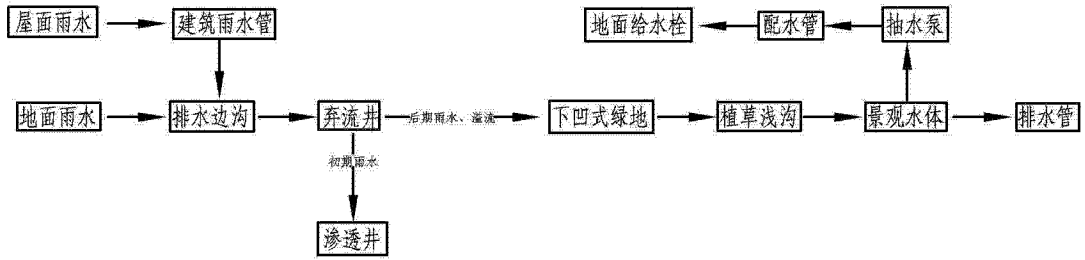 屋面雨水
建筑雨水管
地面给水栓
配水管
抽水泵
地面雨水
排水边沟
弃流井
后期雨水、溢流
下凹式绿地
植草浅沟
景观水体
排水管
初期雨水
渗透井